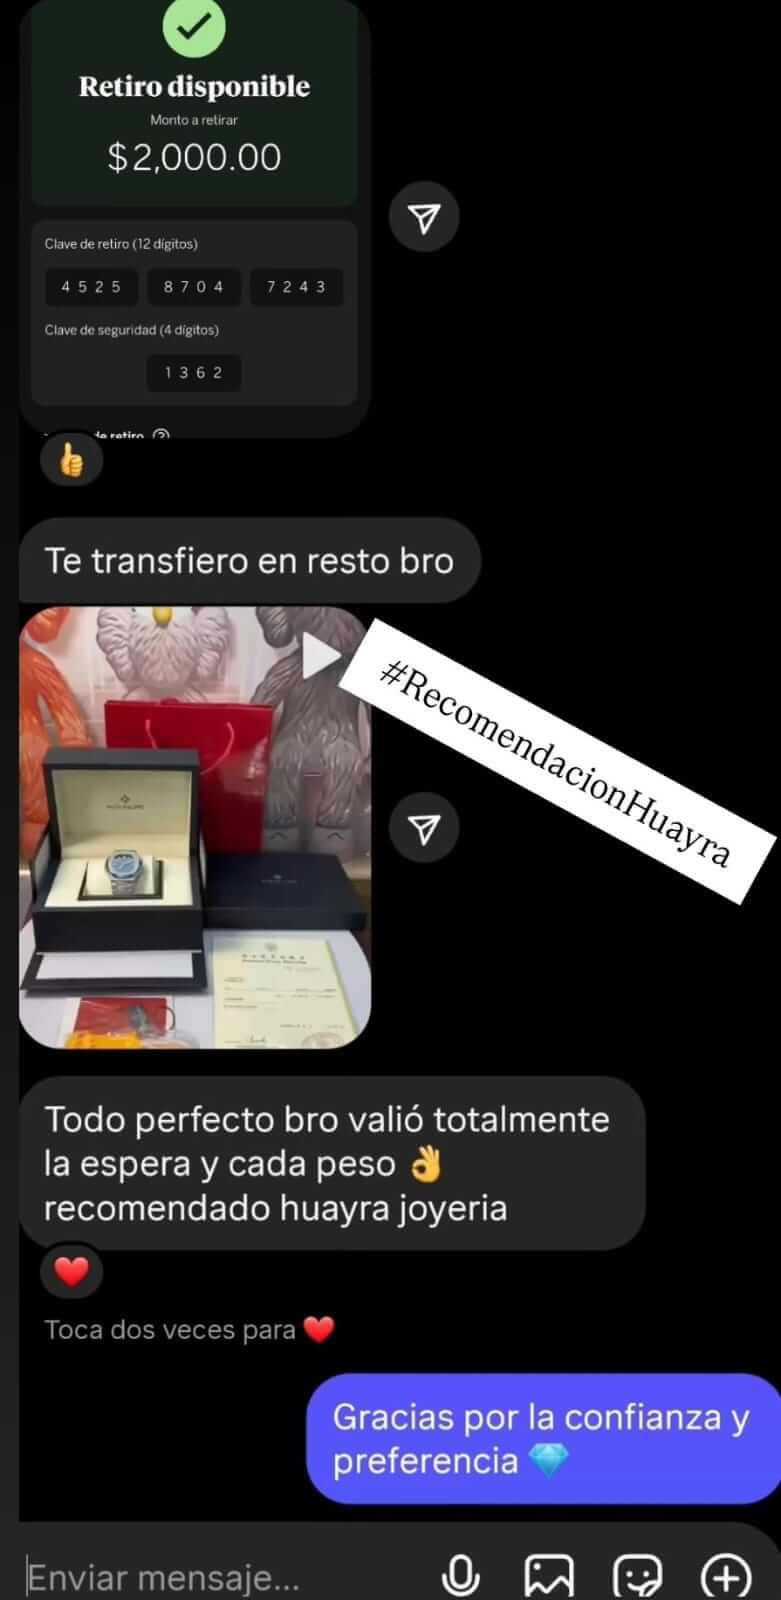 Retiro disponible
Monto a retirar
$2,000.00
Clave de retiro (12 dígitos)
4525 8704 7243
Clave de seguridad (4 dígitos)
1362
de retiro
Te transfiero en resto bro
#RecomendacionHuayra
Todo perfecto bro valió totalmente
la espera y cada peso 👌
recomendado huayra joyeria
Toca dos veces para ❤️
Gracias por la confianza y
preferencia 💎
Enviar mensaje...